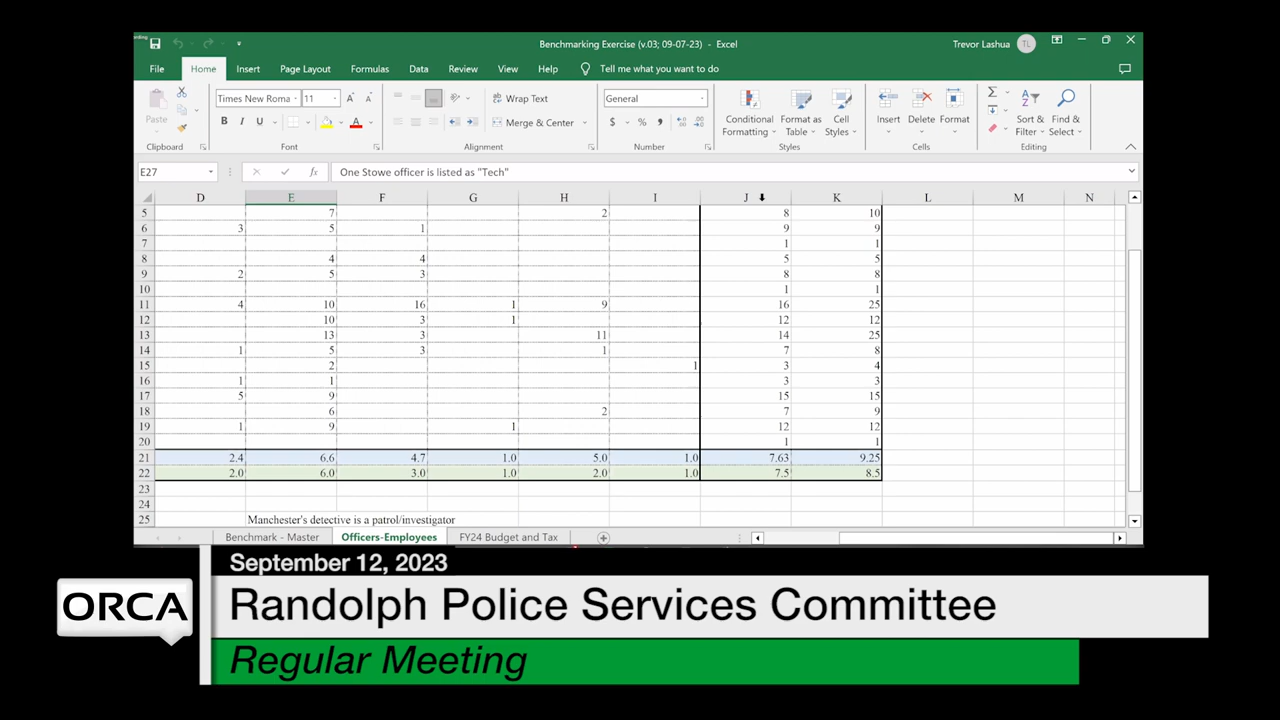 Benchmarking Exercise (v.03; 09-07-23) - Excel
Trevor Lashua TL
File Home Insert Page Layout Formulas Data Review View Help Tell me what you want to do
Times New Roma 11 A A Wrap Text General
Paste B I U A Merge & Center $ % , Conditional Formatting Format as Table Cell Styles Insert Delete Format Sort & Filter Find & Select
Clipboard Font Alignment Number Styles Cells Editing
E27 fx One Stowe officer is listed as "Tech"
D E F G H I J K L M N
5 7 2 8 10
6 3 5 1 9 9
7 1 1
8 4 4 5 5
9 2 5 3 8 8
10 1 1
11 4 10 16 1 9 16 25
12 10 3 1 12 12
13 13 3 11 14 25
14 1 5 3 1 7 8
15 2 1 3 4
16 1 1 3 3
17 5 9 15 15
18 6 2 7 9
19 1 9 1 12 12
20 1 1
21 2.4 6.6 4.7 1.0 5.0 1.0 7.63 9.25
22 2.0 6.0 3.0 1.0 2.0 1.0 7.5 8.5
23
24
25 Manchester's detective is a patrol/investigator
Benchmark - Master Officers-Employees FY24 Budget and Tax
September 12, 2023
ORCA
Randolph Police Services Committee
Regular Meeting